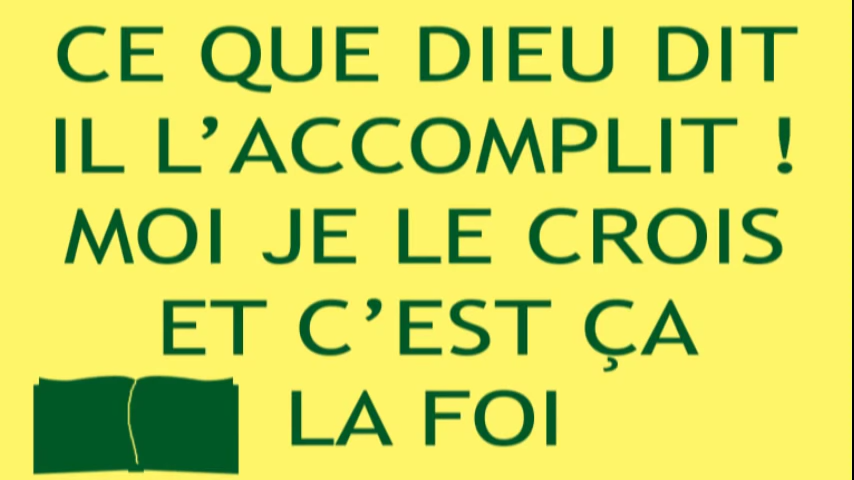 CE QUE DIEU DIT
IL L’ACCOMPLIT !
MOI JE LE CROIS
ET C’EST ÇA
LA FOI